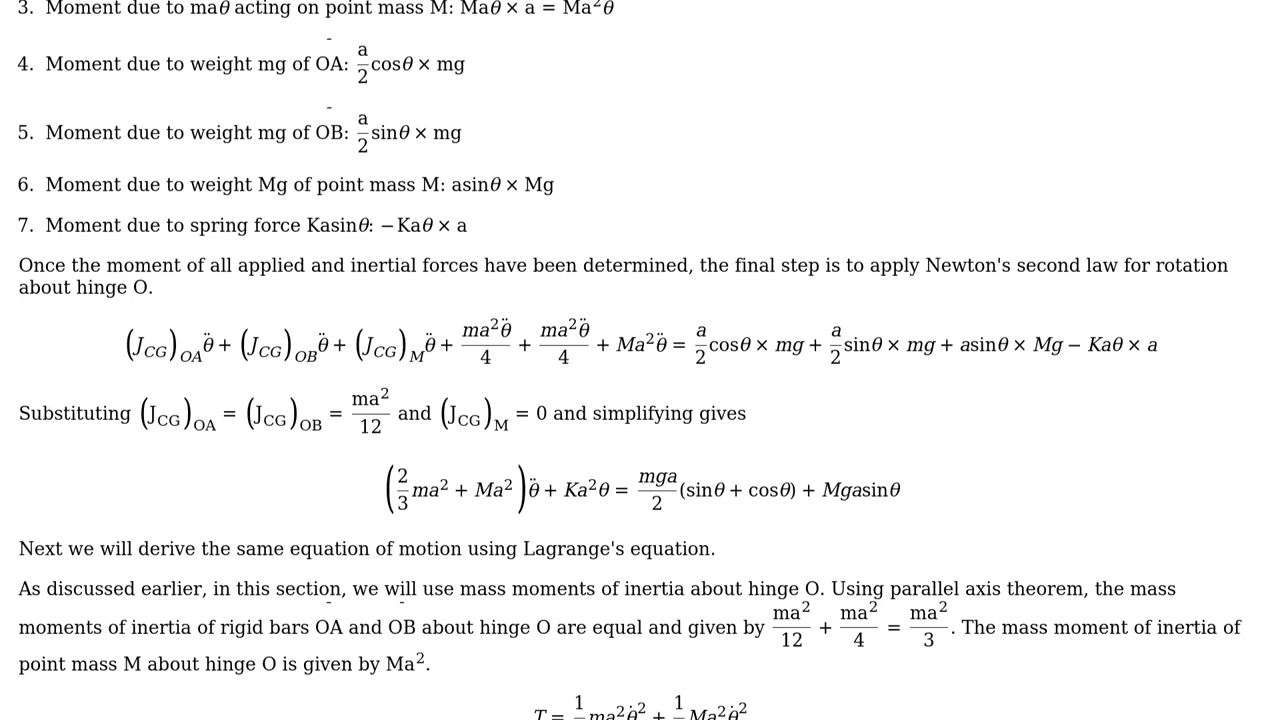 3. Moment due to maθ acting on point mass M: Maθ × a = Ma²θ
4. Moment due to weight mg of OA: a/2 cosθ × mg
5. Moment due to weight mg of OB: a/2 sinθ × mg
6. Moment due to weight Mg of point mass M: asinθ × Mg
7. Moment due to spring force Kasinθ: −Kaθ × a
Once the moment of all applied and inertial forces have been determined, the final step is to apply Newton's second law for rotation
about hinge O.
(J_CG)_OA θ̈ + (J_CG)_OB θ̈ + (J_CG)_M θ̈ + ma²θ̈/4 + ma²θ̈/4 + Ma²θ̈ = a/2 cosθ × mg + a/2 sinθ × mg + asinθ × Mg − Kaθ × a
Substituting (J_CG)_OA = (J_CG)_OB = ma²/12 and (J_CG)_M = 0 and simplifying gives
(2/3 ma² + Ma²)θ̈ + Ka²θ = mga/2 (sinθ + cosθ) + Mgasinθ
Next we will derive the same equation of motion using Lagrange's equation.
As discussed earlier, in this section, we will use mass moments of inertia about hinge O. Using parallel axis theorem, the mass
moments of inertia of rigid bars OA and OB about hinge O are equal and given by ma²/12 + ma²/4 = ma²/3. The mass moment of inertia of
point mass M about hinge O is given by Ma².